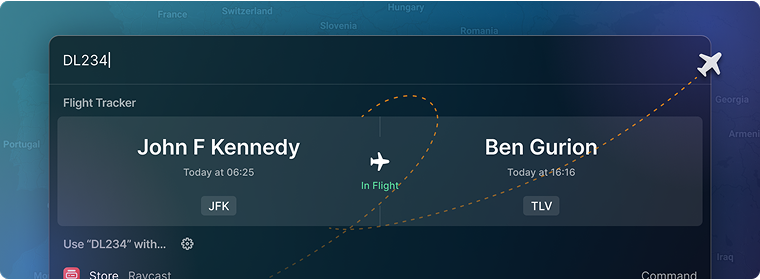 France
Switzerland
Hungary
Slovenia
Romania
DL234
Flight Tracker
Georgia
John F Kennedy
Ben Gurion
Armeni
Portugal
Today at 06:25
Today at 16:16
In Flight
JFK
TLV
Use “DL234” with...
Iraq
Store Raycast
Command